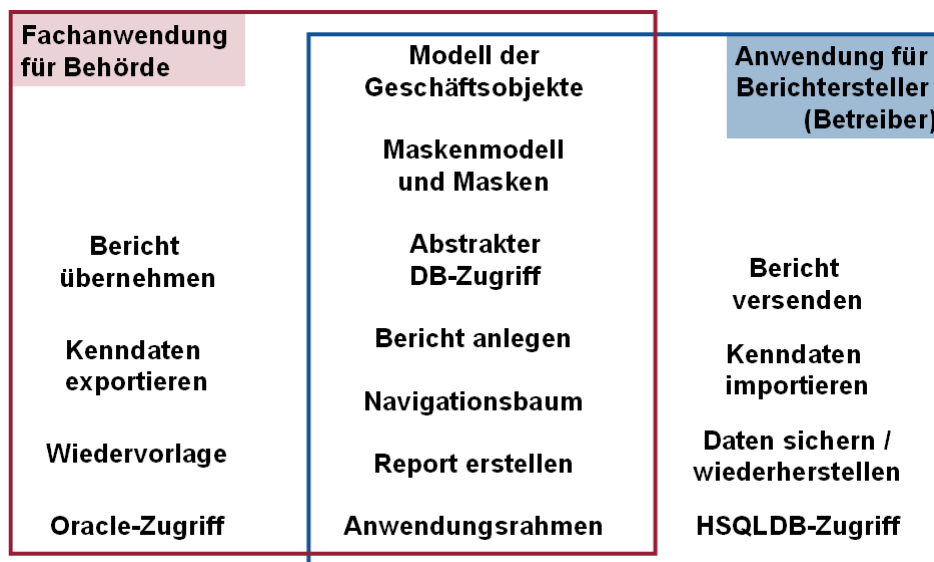 Fachanwendung
für Behörde
Bericht
übernehmen
Kenndaten
exportieren
Wiedervorlage
Oracle-Zugriff
Modell der
Geschäftsobjekte
Maskenmodell
und Masken
Abstrakter
DB-Zugriff
Bericht anlegen
Navigationsbaum
Report erstellen
Anwendungsrahmen
Anwendung für
Berichtersteller
(Betreiber)
Bericht
versenden
Kenndaten
importieren
Daten sichern /
wiederherstellen
HSQLDB-Zugriff